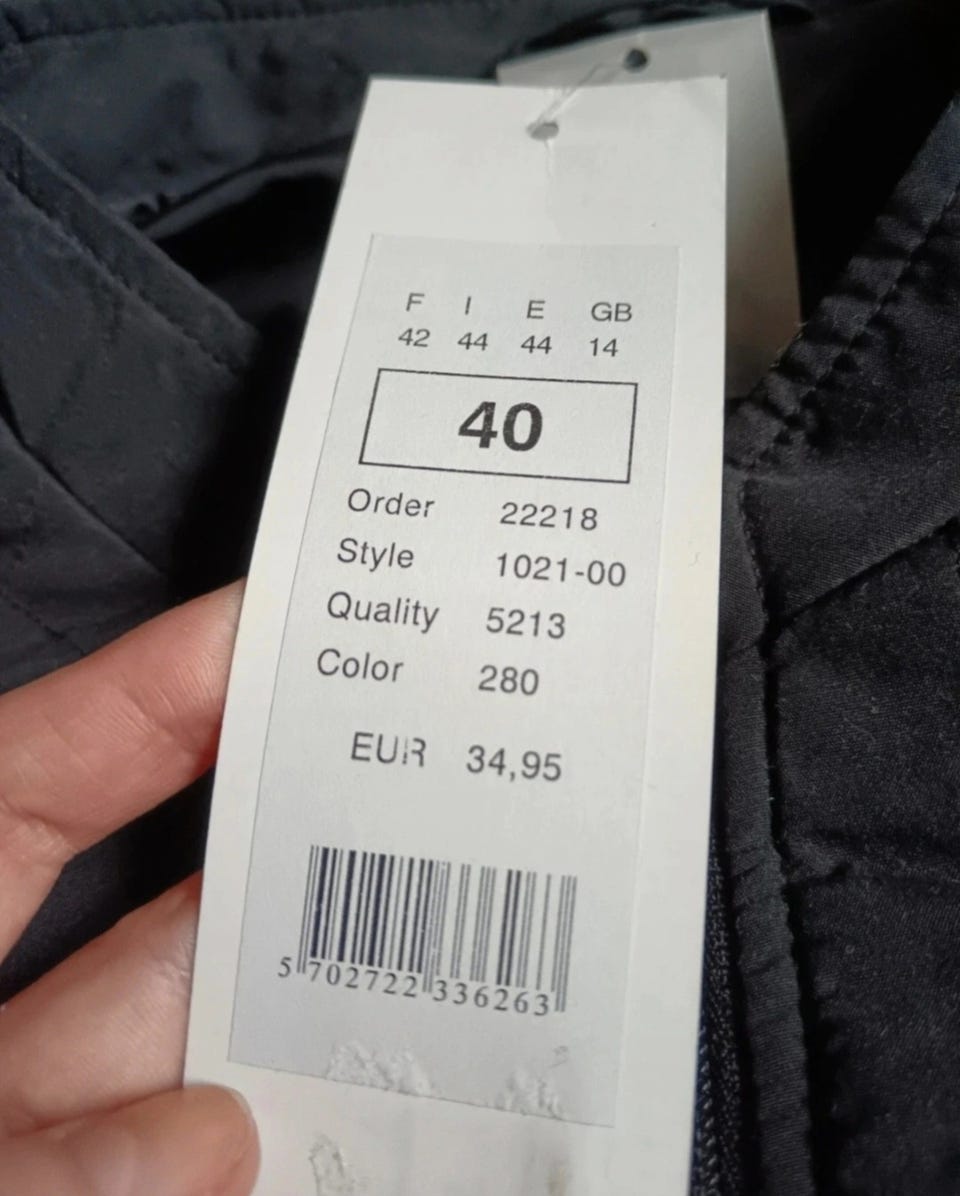 F I E GB
42 44 44 14
40
Order 22218
Style 1021-00
Quality 5213
Color 280
EUR 34,95
5 702722 336263